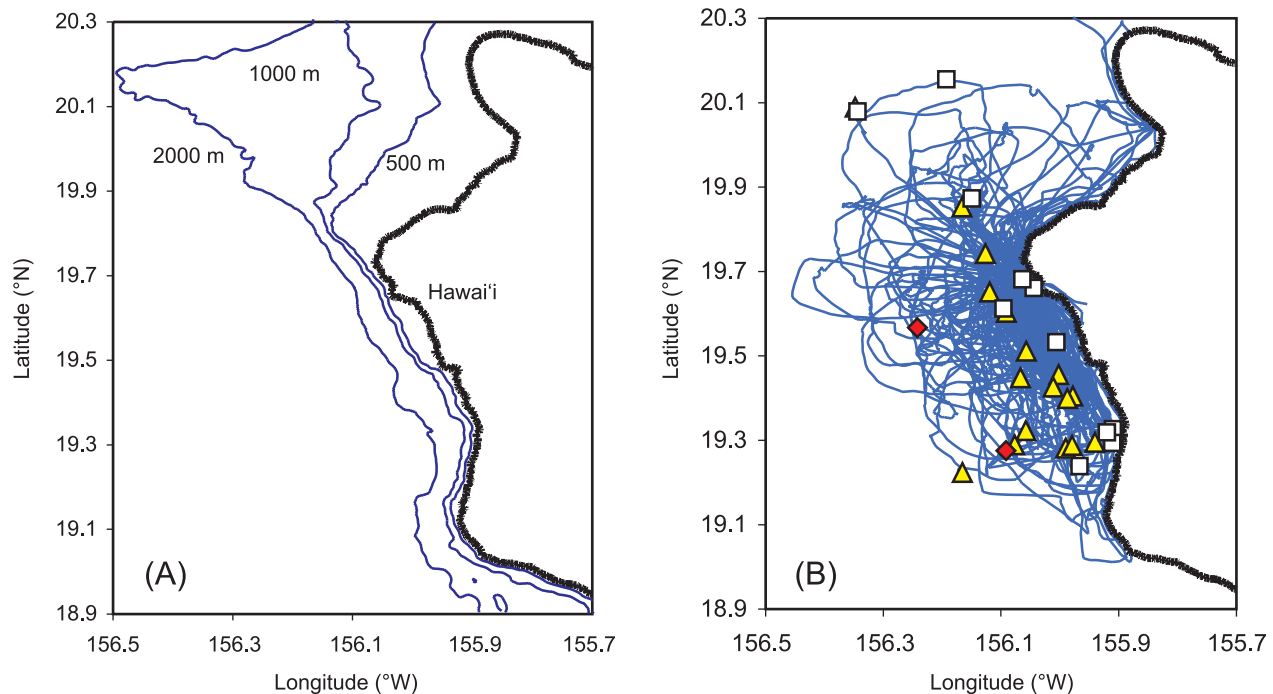 20.3
20.1
19.9
19.7
19.5
19.3
19.1
18.9
Latitude (°N)
1000 m
2000 m
500 m
Hawai‘i
(A)
156.5 156.3 156.1 155.9 155.7
Longitude (°W)
20.3
20.1
19.9
19.7
19.5
19.3
19.1
18.9
Latitude (°N)
(B)
156.5 156.3 156.1 155.9 155.7
Longitude (°W)